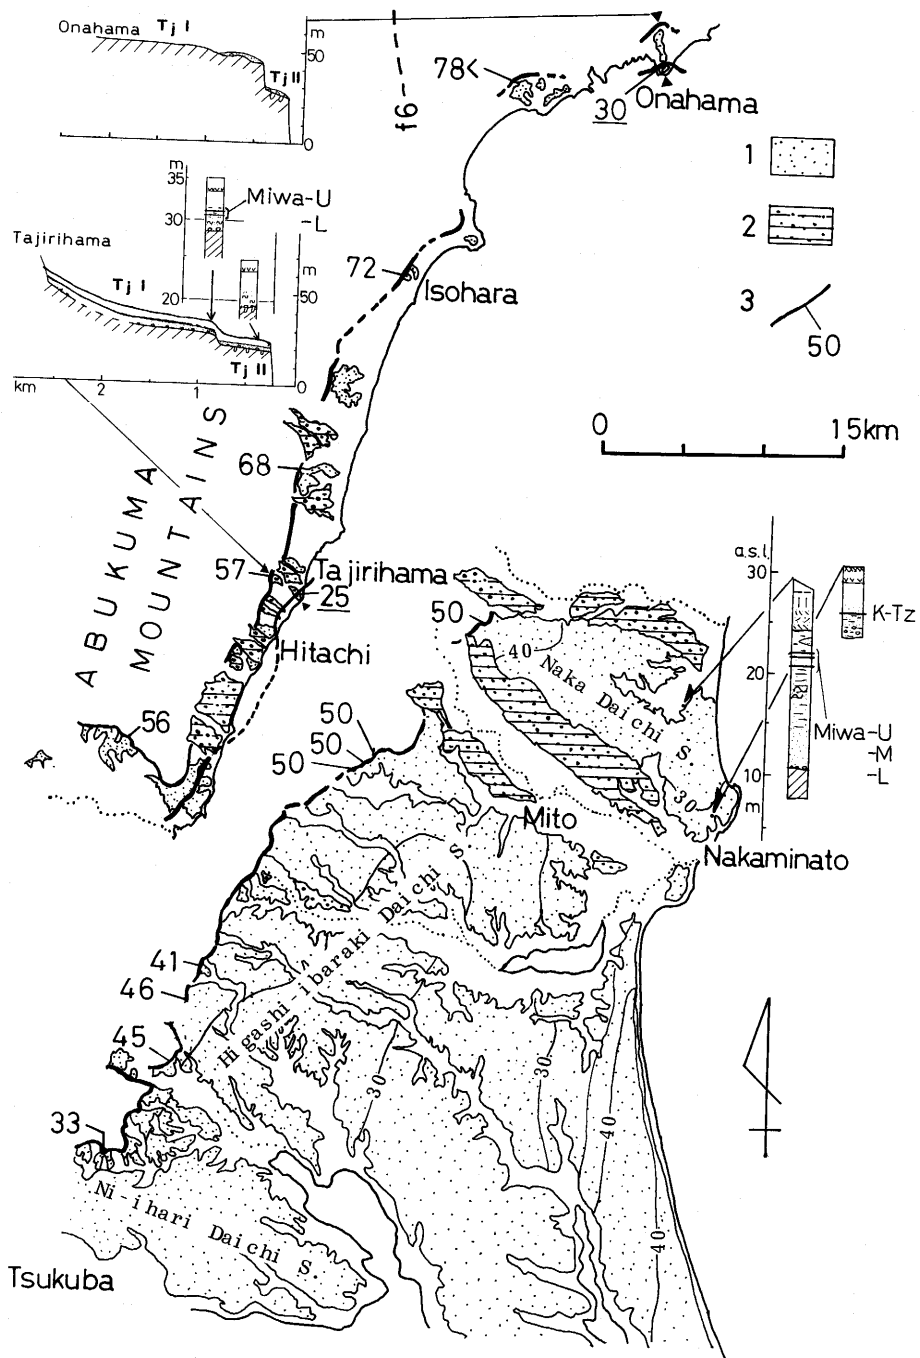 Onahama Tj I
m
50
Tj II
0
f6
78<
30
Onahama
1
2
3
50
m
35
Miwa-U
30
-L
Tajirihama
Tj I
20
m
50
Tj II
km
2
1
0
72
Isohara
0
15km
68
ABUKUMA
MOUNTAINS
57
Tajirihama
25
Hitachi
50
40
Naka Daichi S.
30
a.s.l.
30
K-Tz
20
Miwa-U
-M
-L
10
m
56
50
50
50
Mito
Nakaminato
41
46
45
33
Higashi-ibaraki Daichi S.
30
30
40
40
Ni-ihari Daichi S.
Tsukuba